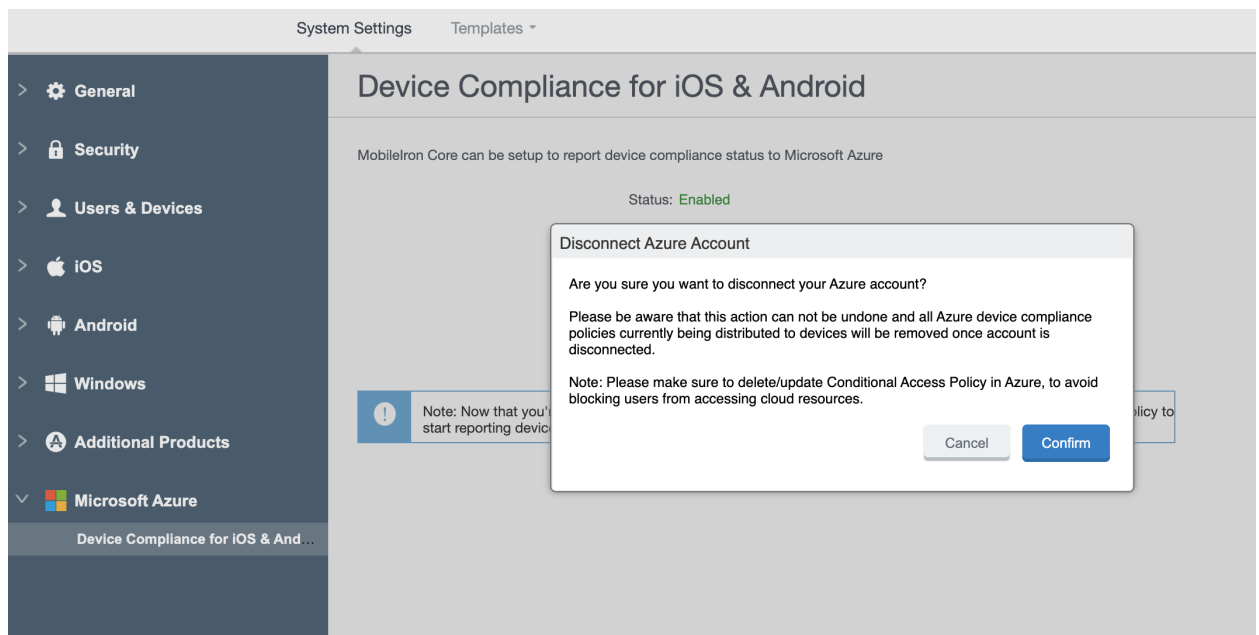 System Settings
Templates
General
Security
Users & Devices
iOS
Android
Windows
Additional Products
Microsoft Azure
Device Compliance for iOS & And...
Device Compliance for iOS & Android
MobileIron Core can be setup to report device compliance status to Microsoft Azure
Status: Enabled
Disconnect Azure Account
Are you sure you want to disconnect your Azure account?
Please be aware that this action can not be undone and all Azure device compliance
policies currently being distributed to devices will be removed once account is
disconnected.
Note: Please make sure to delete/update Conditional Access Policy in Azure, to avoid
blocking users from accessing cloud resources.
Cancel
Confirm
Note: Now that you'
to
start reporting